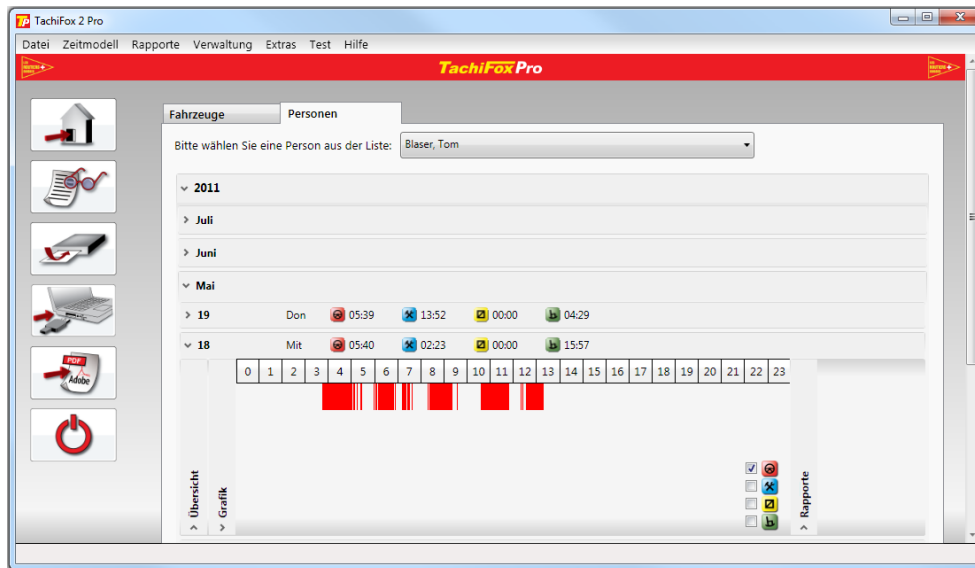 TP TachiFox 2 Pro
Datei Zeitmodell Rapporte Verwaltung Extras Test Hilfe
TachiFox Pro
Fahrzeuge Personen
Bitte wählen Sie eine Person aus der Liste: Blaser, Tom
2011
Juli
Juni
Mai
19 Don 05:39 13:52 00:00 04:29
18 Mit 05:40 02:23 00:00 15:57
0 1 2 3 4 5 6 7 8 9 10 11 12 13 14 15 16 17 18 19 20 21 22 23
Übersicht
Grafik
Rapporte
PDF
Adobe